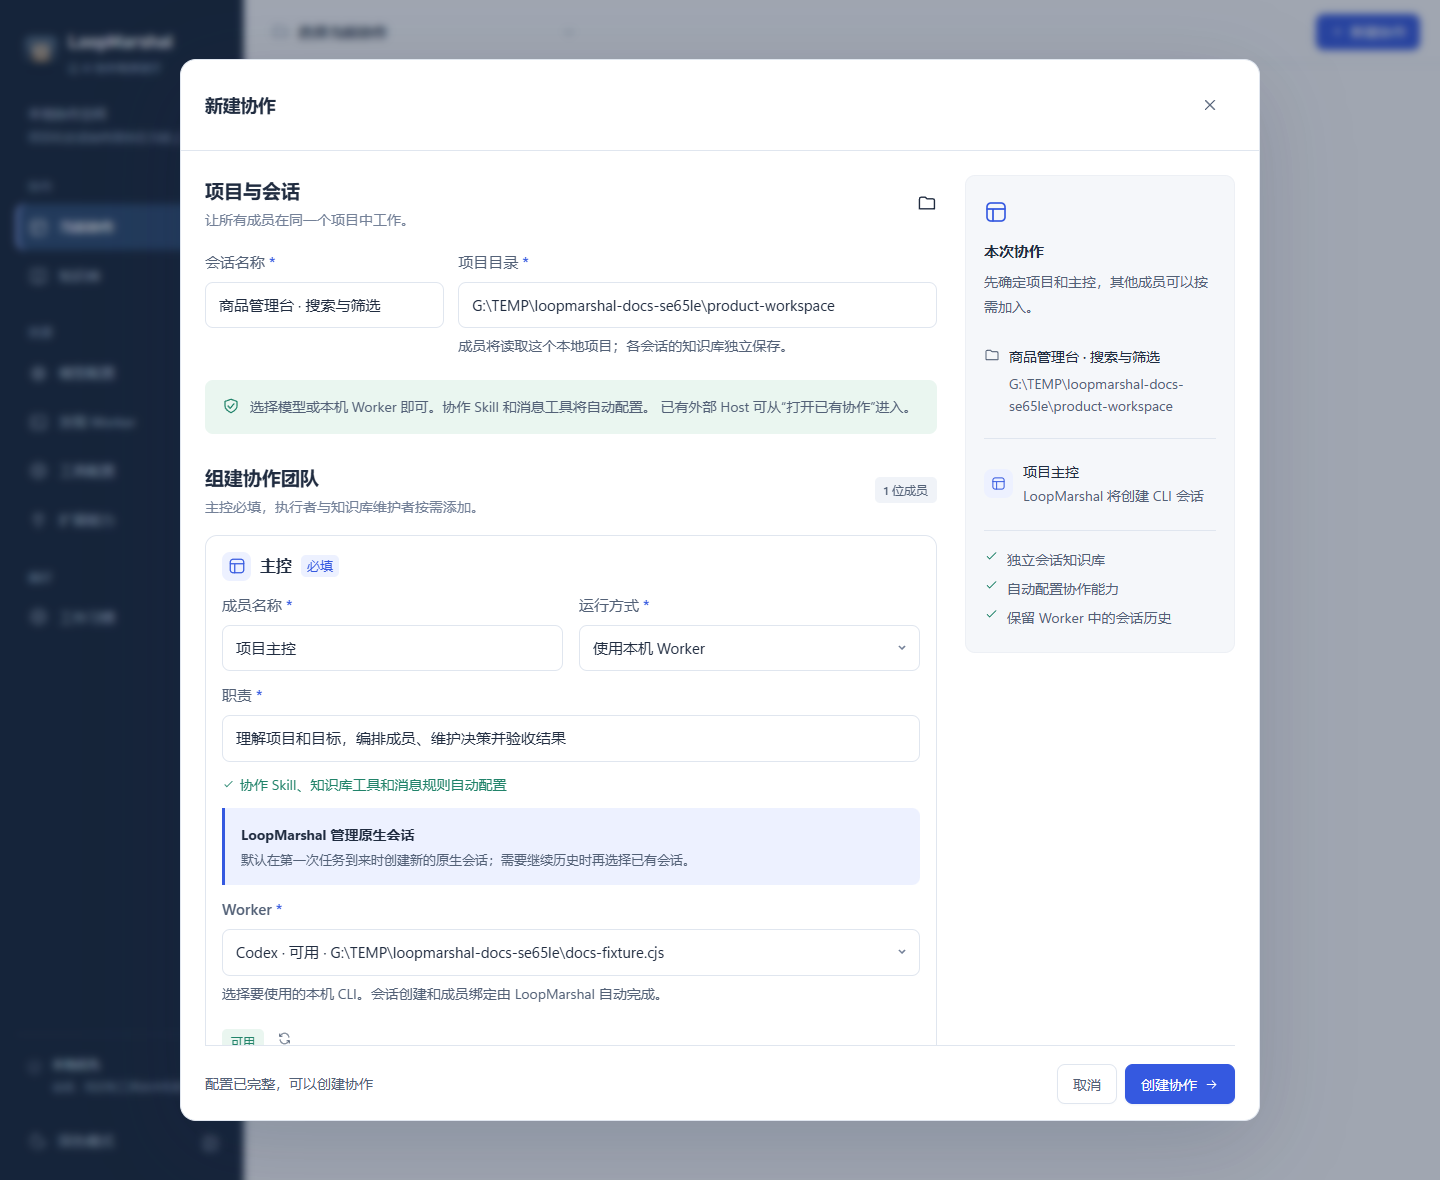 LoopMarshal
新建协作
项目与会话
让所有成员在同一个项目中工作。
会话名称 *
项目目录 *
商品管理台 · 搜索与筛选
G:\TEMP\loopmarshal-docs-se65le\product-workspace
成员将读取这个本地项目；各会话的知识库独立保存。
选择模型或本机 Worker 即可。协作 Skill 和消息工具将自动配置。 已有外部 Host 可从“打开已有协作”进入。
组建协作团队
主控必填，执行者与知识库维护者按需添加。
1 位成员
主控 必填
成员名称 *
运行方式 *
项目主控
使用本机 Worker
职责 *
理解项目和目标，编排成员、维护决策并验收结果
协作 Skill、知识库工具和消息规则自动配置
LoopMarshal 管理原生会话
默认在第一次任务到来时创建新的原生会话；需要继续历史时再选择已有会话。
Worker *
Codex · 可用 · G:\TEMP\loopmarshal-docs-se65le\docs-fixture.cjs
选择要使用的本机 CLI。会话创建和成员绑定由 LoopMarshal 自动完成。
可用
本次协作
先确定项目和主控，其他成员可以按
需加入。
商品管理台 · 搜索与筛选
G:\TEMP\loopmarshal-docs-
se65le\product-workspace
项目主控
LoopMarshal 将创建 CLI 会话
独立会话知识库
自动配置协作能力
保留 Worker 中的会话历史
配置已完整，可以创建协作
取消
创建协作